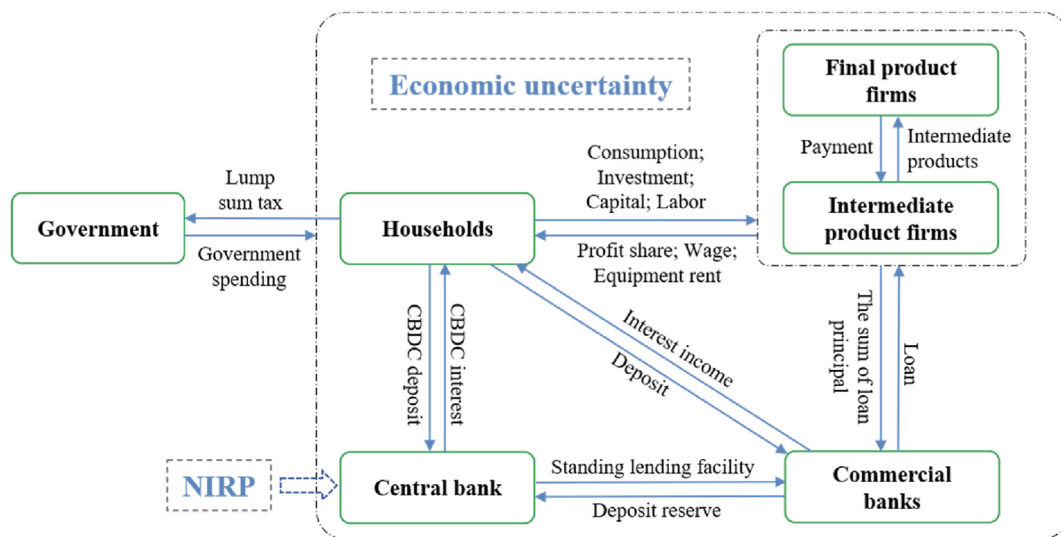 Economic uncertainty
Final product
firms
Payment
Intermediate
products
Consumption;
Investment;
Capital; Labor
Lump
sum tax
Government
Households
Intermediate
product firms
Government
spending
Profit share; Wage;
Equipment rent
CBDC deposit
CBDC interest
Interest income
Deposit
The sum of loan
principal
Loan
NIRP
Central bank
Standing lending facility
Deposit reserve
Commercial
banks